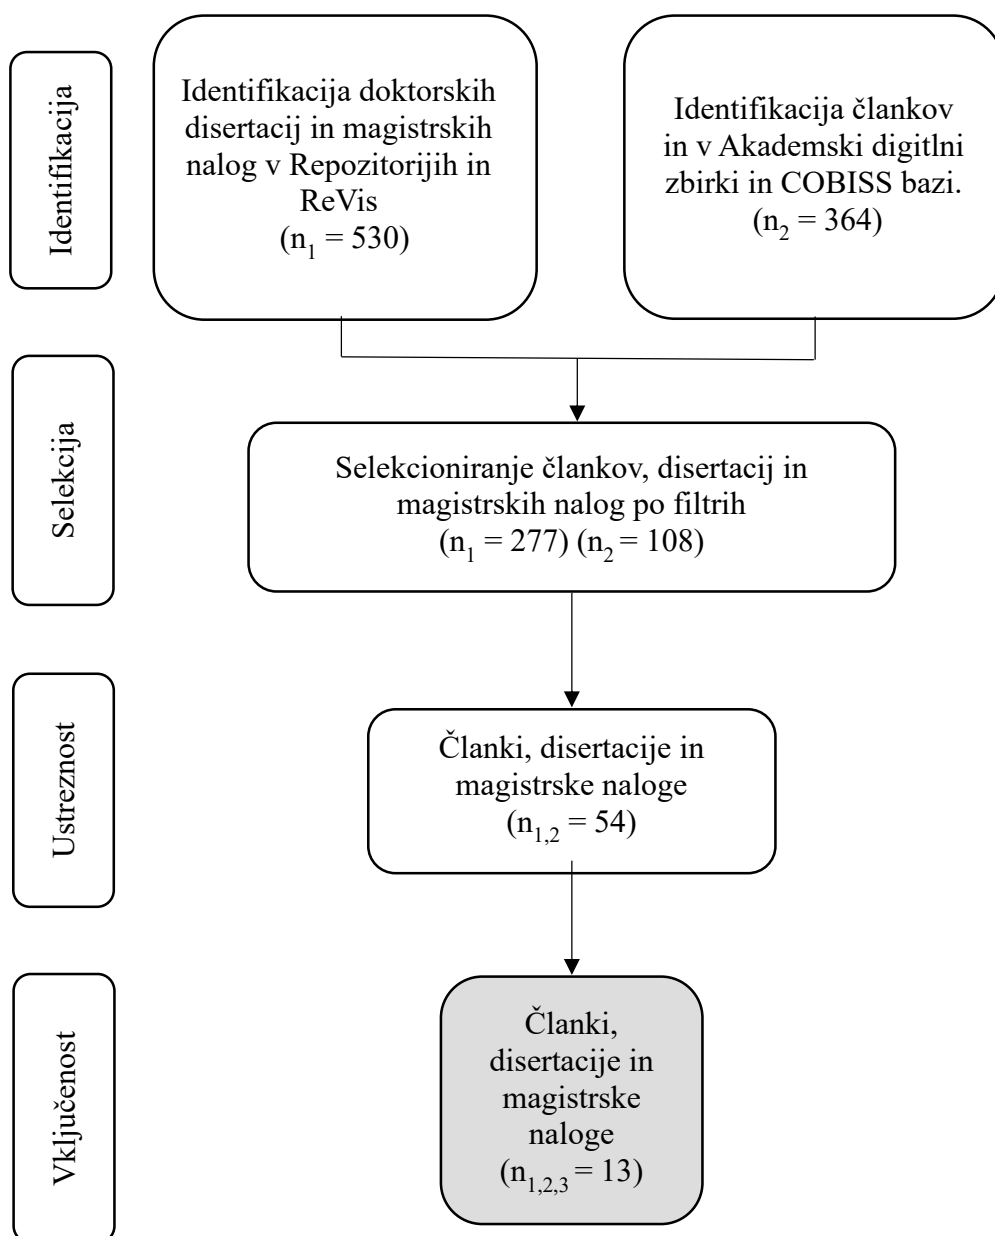 Identifikacija
Identifikacija doktorskih
disertacij in magistrskih
nalog v Repozitorijih in
ReVis
(n₁ = 530)
Identifikacija člankov
in v Akademski digitlni
zbirki in COBISS bazi.
(n₂ = 364)
Selekcija
Selekcioniranje člankov, disertacij in
magistrskih nalog po filtrih
(n₁ = 277) (n₂ = 108)
Ustreznost
Članki, disertacije in
magistrske naloge
(n₁,₂ = 54)
Vključenost
Članki,
disertacije in
magistrske
naloge
(n₁,₂,₃ = 13)